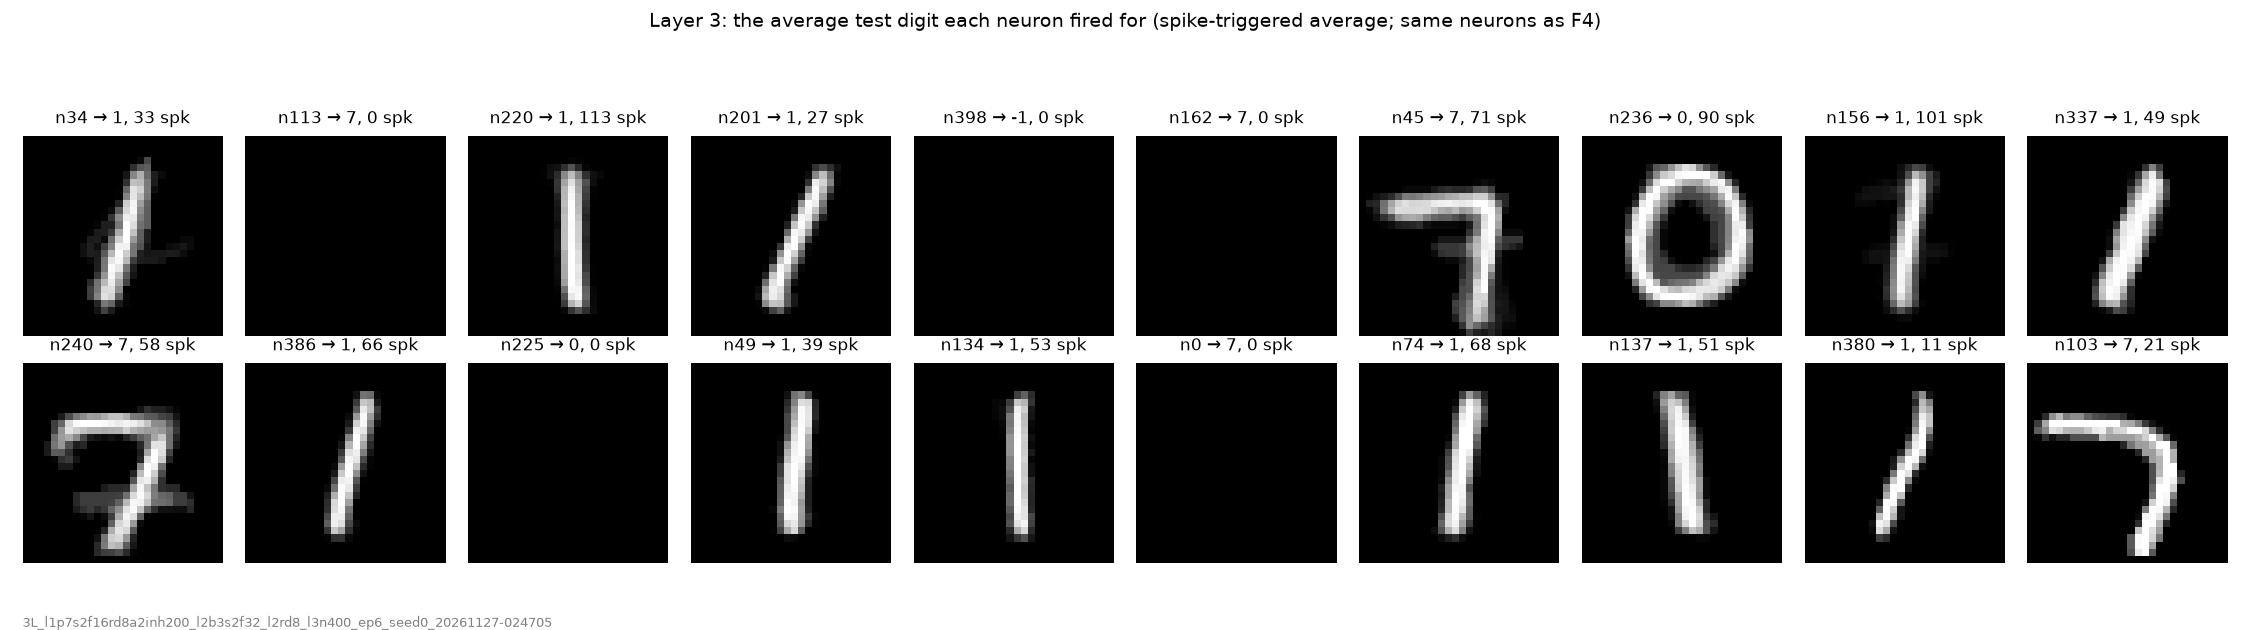 Layer 3: the average test digit each neuron fired for (spike-triggered average; same neurons as F4)
n34 → 1, 33 spk
n113 → 7, 0 spk
n220 → 1, 113 spk
n201 → 1, 27 spk
n398 → -1, 0 spk
n162 → 7, 0 spk
n45 → 7, 71 spk
n236 → 0, 90 spk
n156 → 1, 101 spk
n337 → 1, 49 spk
n240 → 7, 58 spk
n386 → 1, 66 spk
n225 → 0, 0 spk
n49 → 1, 39 spk
n134 → 1, 53 spk
n0 → 7, 0 spk
n74 → 1, 68 spk
n137 → 1, 51 spk
n380 → 1, 11 spk
n103 → 7, 21 spk
3L_l1p7s2f16rd8a2inh200_l2b3s2f32_l2rd8_l3n400_ep6_seed0_20261127-024705